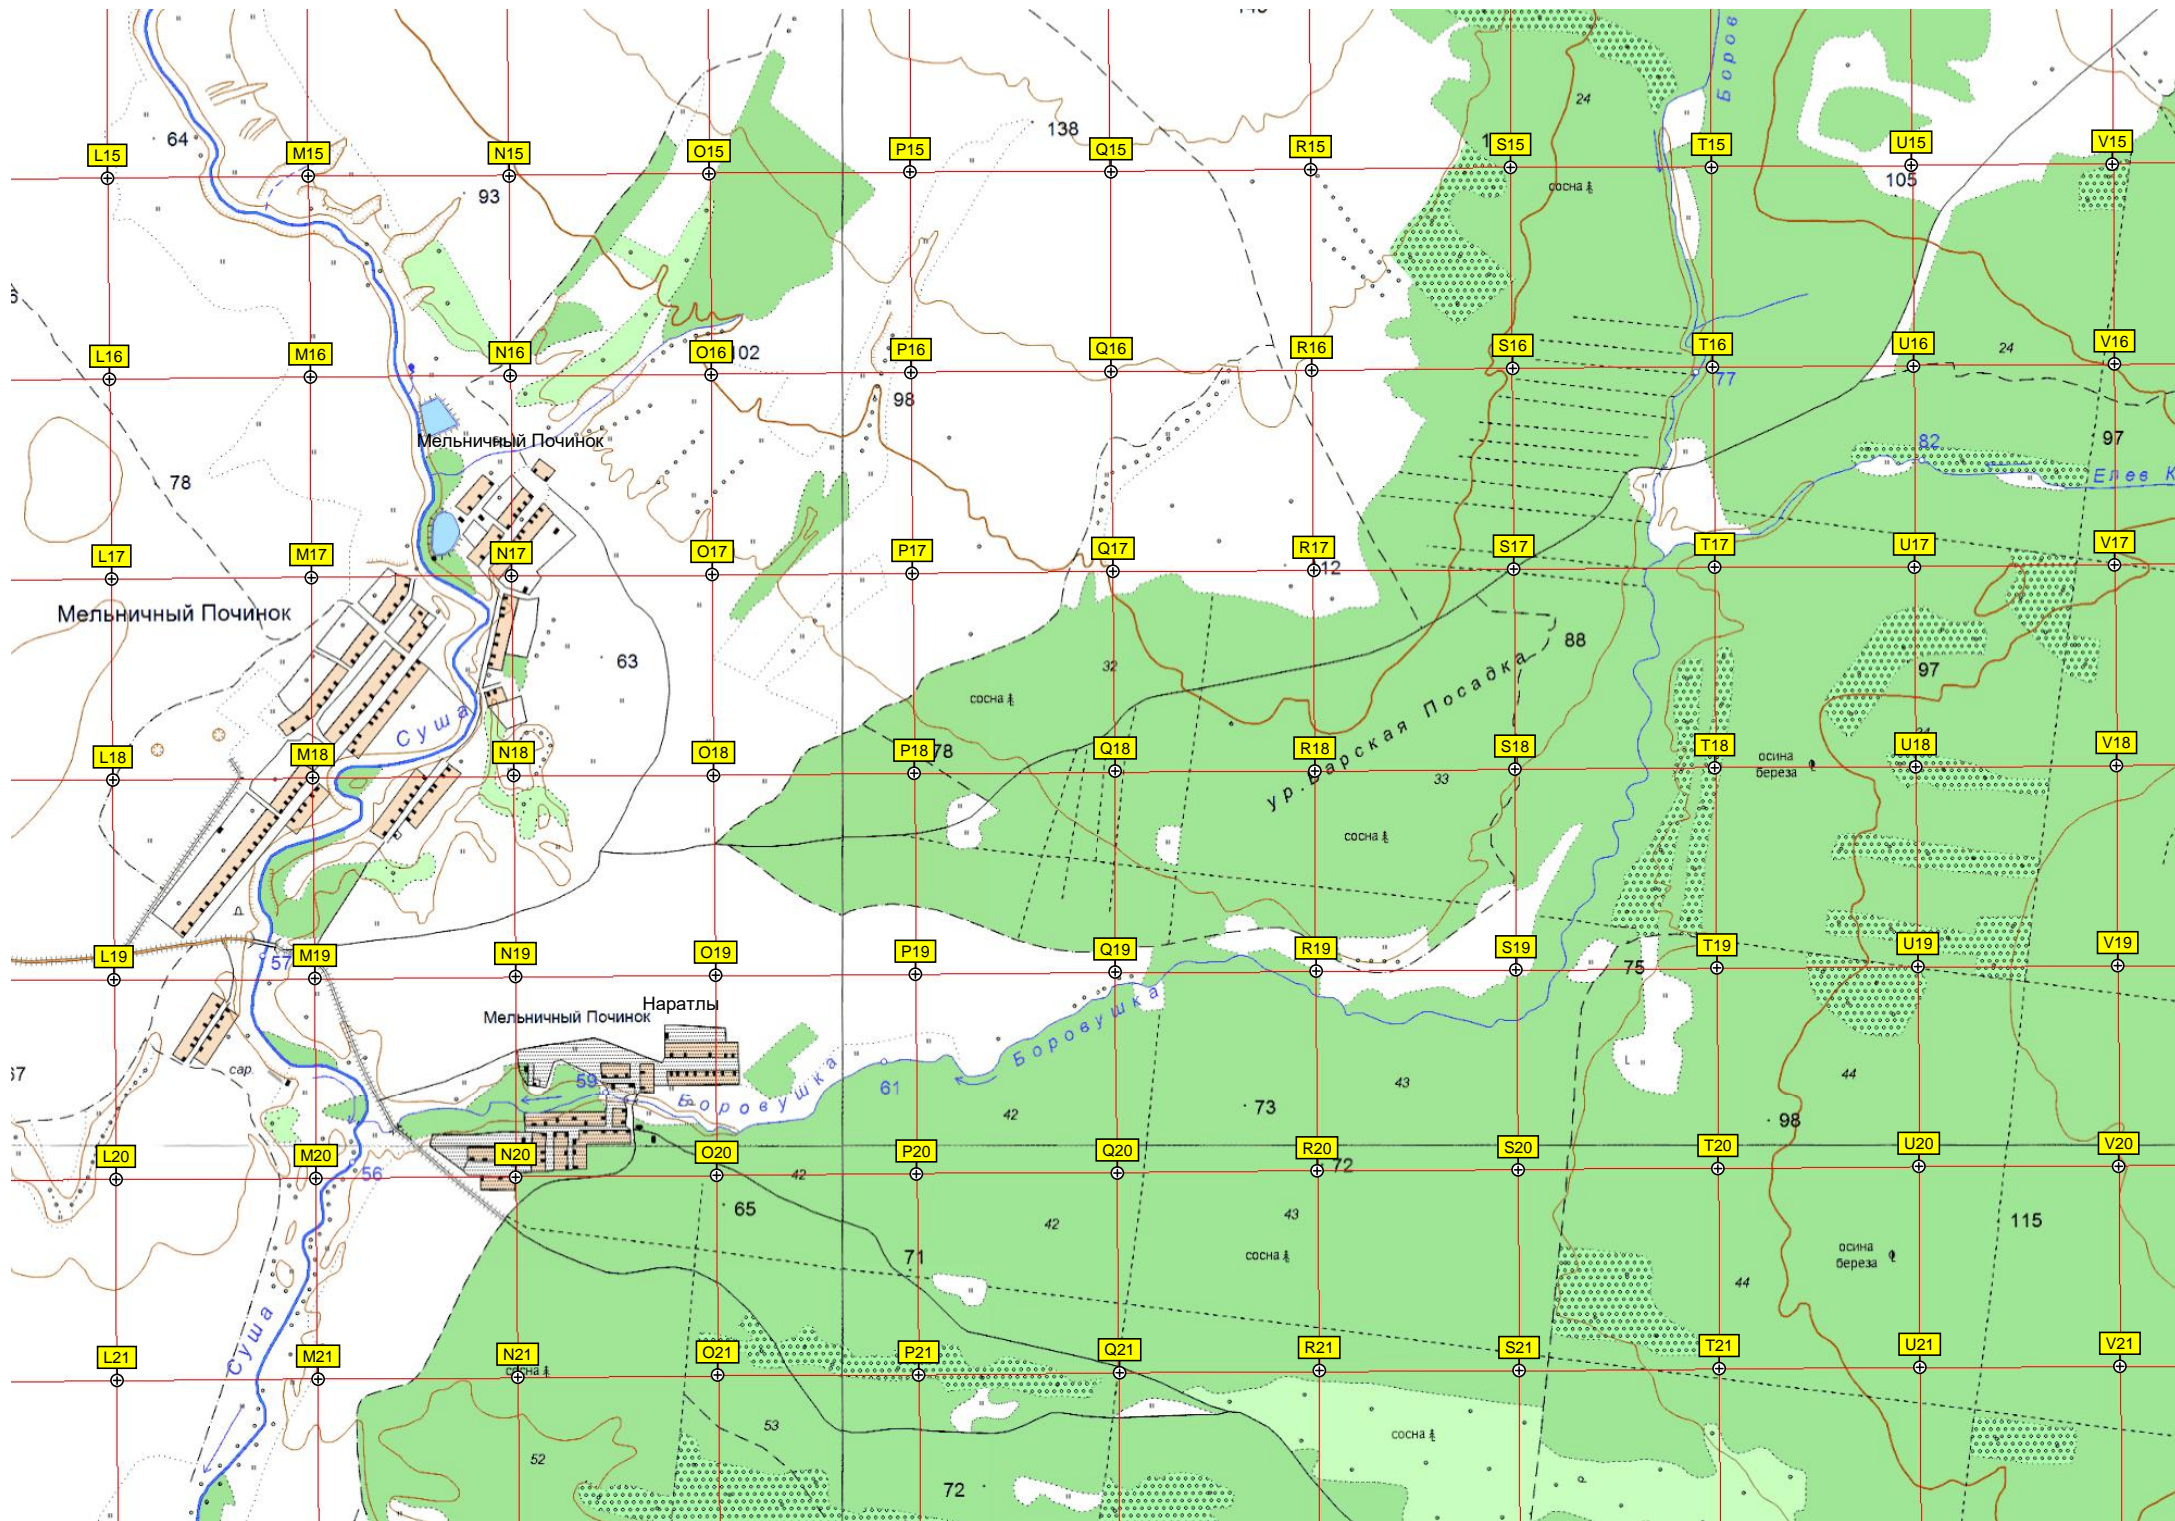 Боров
24
138
64
L15
M15
N15
O15
P15
Q15
R15
S15
T15
U15
V15
93
сосна
105
L16
M16
N16
O16
102
P16
Q16
R16
S16
T16
U16
24
V16
77
98
Мельничный Починок
82
97
78
Елев К
L17
M17
N17
O17
P17
Q17
R17
S17
T17
U17
V17
12
Мельничный Починок
63
88
32
97
сосна
Суша
ур. Барская Посадка
L18
M18
N18
O18
P18
78
Q18
R18
S18
T18
U18
V18
осина
береза
33
сосна
L19
57
M19
N19
O19
P19
Q19
R19
S19
75
T19
U19
V19
Наратлы
Мельничный Починок
Боровушка
сар.
59
Боровушка
61
43
44
42
73
98
L20
M20
N20
O20
P20
Q20
R20
72
S20
T20
U20
V20
56
42
65
42
43
115
71
сосна
осина
береза
44
Суша
L21
M21
N21
O21
P21
Q21
R21
S21
T21
U21
V21
сосна
53
сосна
52
72